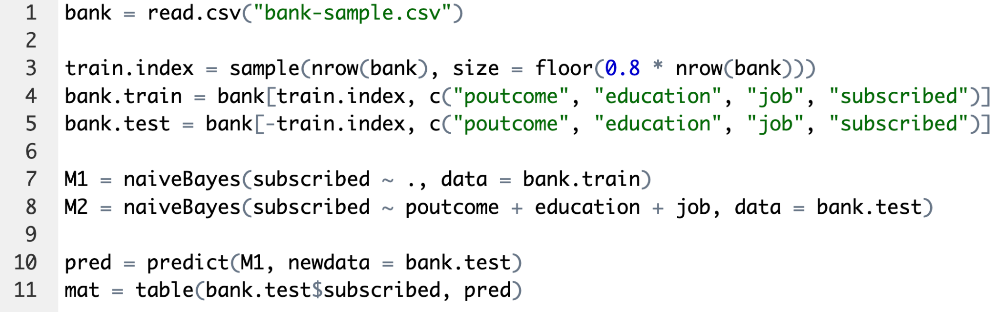 1 bank = read.csv("bank-sample.csv")
2
3 train.index = sample(nrow(bank), size = floor(0.8 * nrow(bank)))
4 bank.train = bank[train.index, c("poutcome", "education", "job", "subscribed")]
5 bank.test = bank[-train.index, c("poutcome", "education", "job", "subscribed")]
6
7 M1 = naiveBayes(subscribed ~ ., data = bank.train)
8 M2 = naiveBayes(subscribed ~ poutcome + education + job, data = bank.test)
9
10 pred = predict(M1, newdata = bank.test)
11 mat = table(bank.test$subscribed, pred)